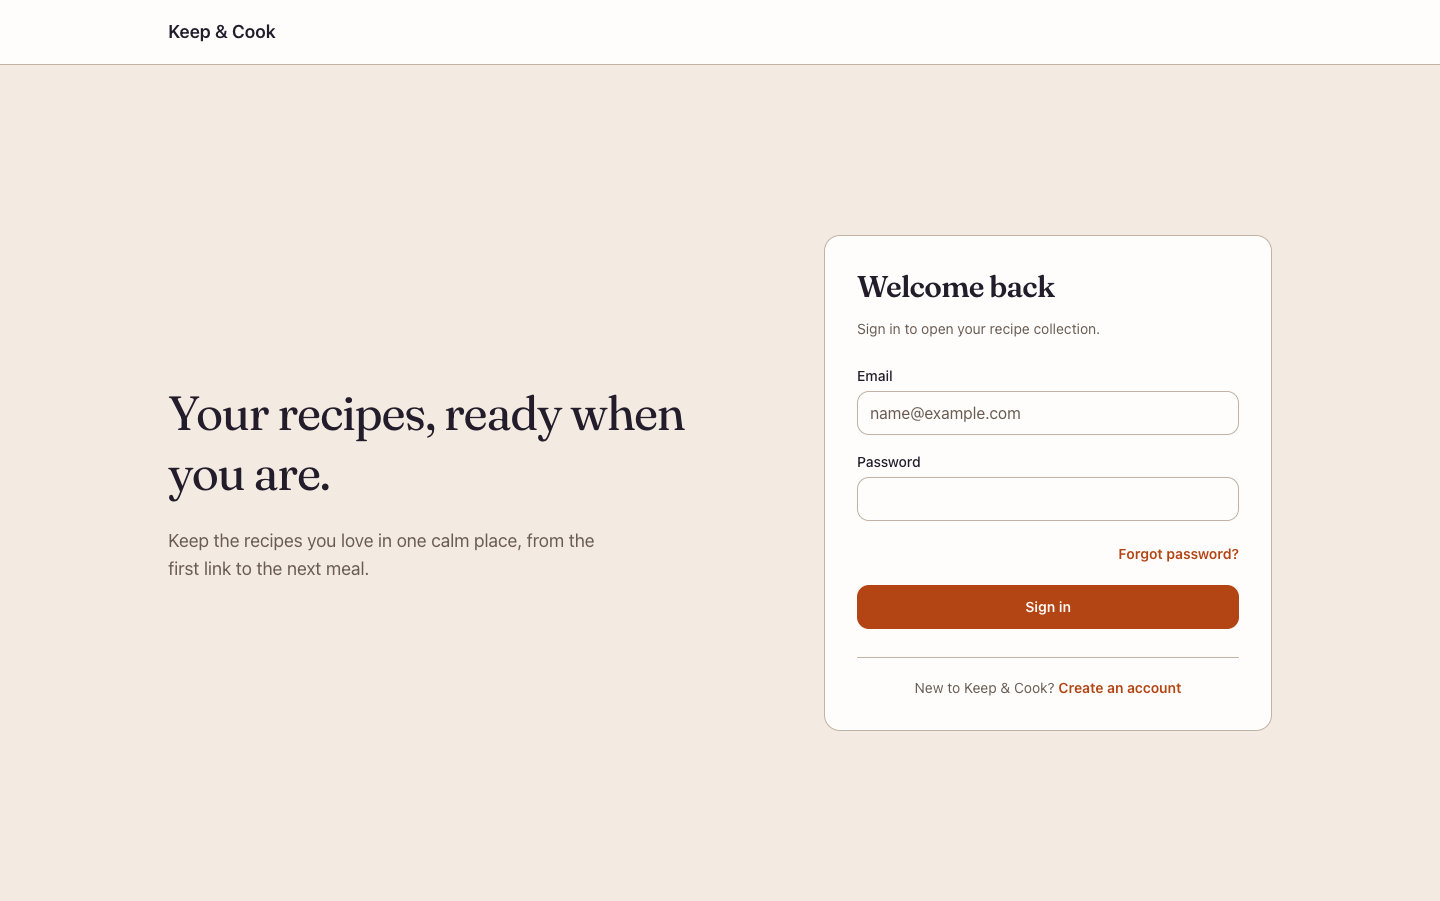 Keep & Cook
Your recipes, ready when
you are.
Keep the recipes you love in one calm place, from the
first link to the next meal.
Welcome back
Sign in to open your recipe collection.
Email
name@example.com
Password
Forgot password?
Sign in
New to Keep & Cook? Create an account